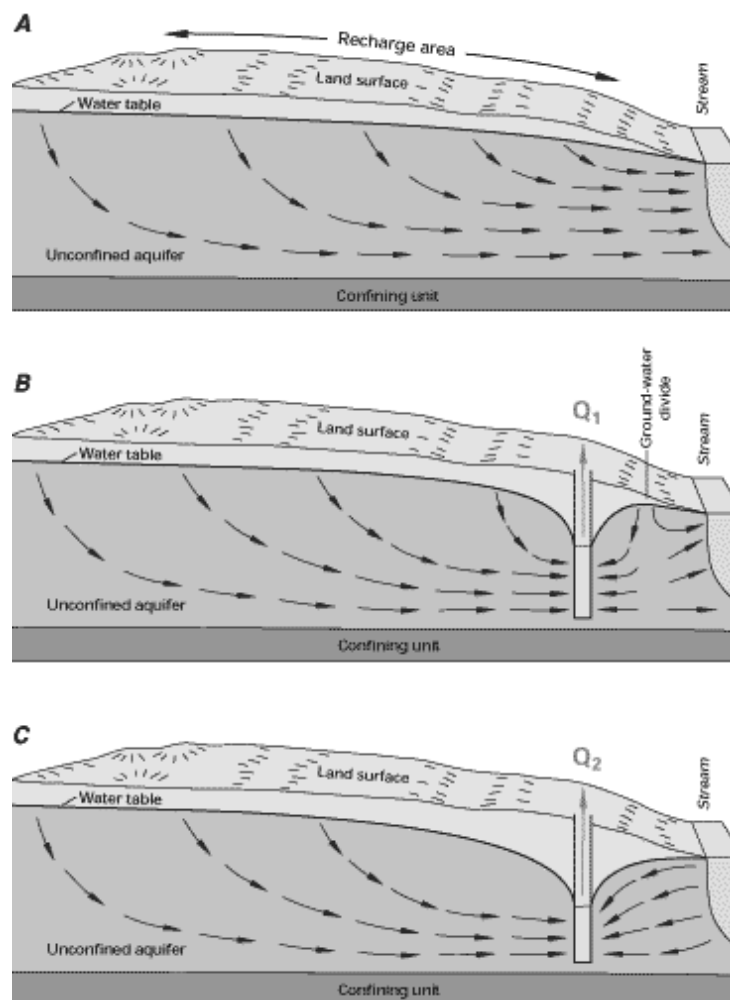 A
Recharge area
Land surface
Stream
Water table
Unconfined aquifer
Confining unit
B
Q1
Ground-water
divide
Stream
Land surface
Water table
Unconfined aquifer
Confining unit
C
Q2
Stream
Land surface
Water table
Unconfined aquifer
Confining unit